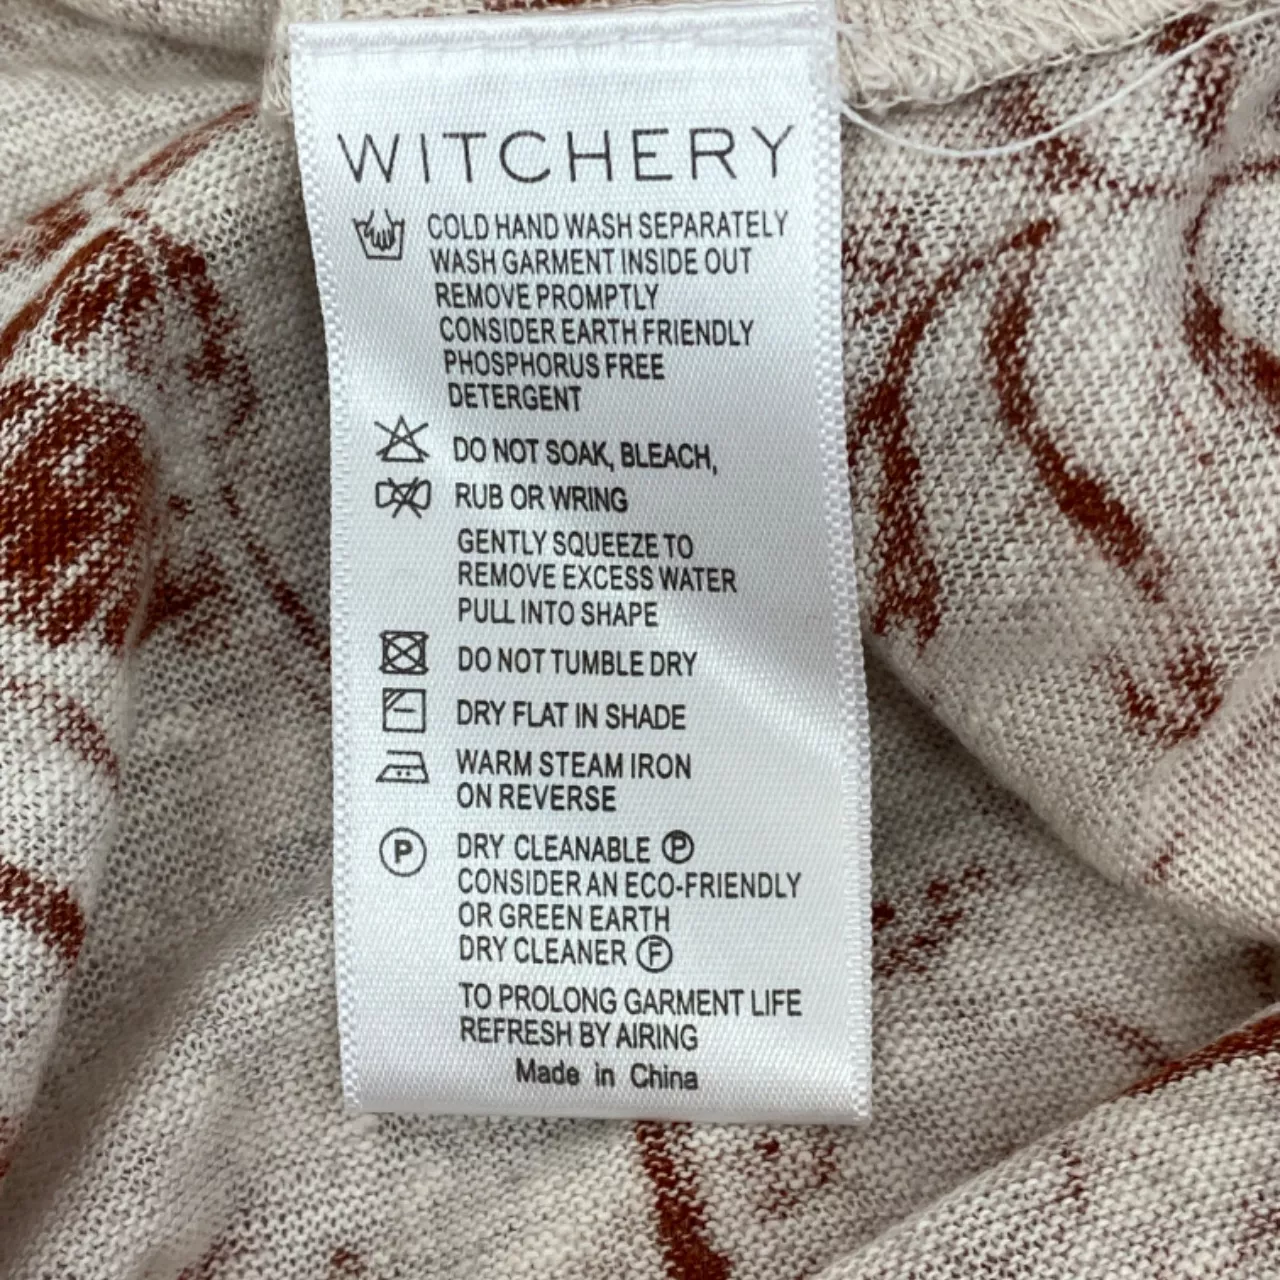 WITCHERY
COLD HAND WASH SEPARATELY
WASH GARMENT INSIDE OUT
REMOVE PROMPTLY
CONSIDER EARTH FRIENDLY
PHOSPHORUS FREE
DETERGENT
DO NOT SOAK, BLEACH,
RUB OR WRING
GENTLY SQUEEZE TO
REMOVE EXCESS WATER
PULL INTO SHAPE
DO NOT TUMBLE DRY
DRY FLAT IN SHADE
WARM STEAM IRON
ON REVERSE
P DRY CLEANABLE P
CONSIDER AN ECO-FRIENDLY
OR GREEN EARTH
DRY CLEANER F
TO PROLONG GARMENT LIFE
REFRESH BY AIRING
Made in China